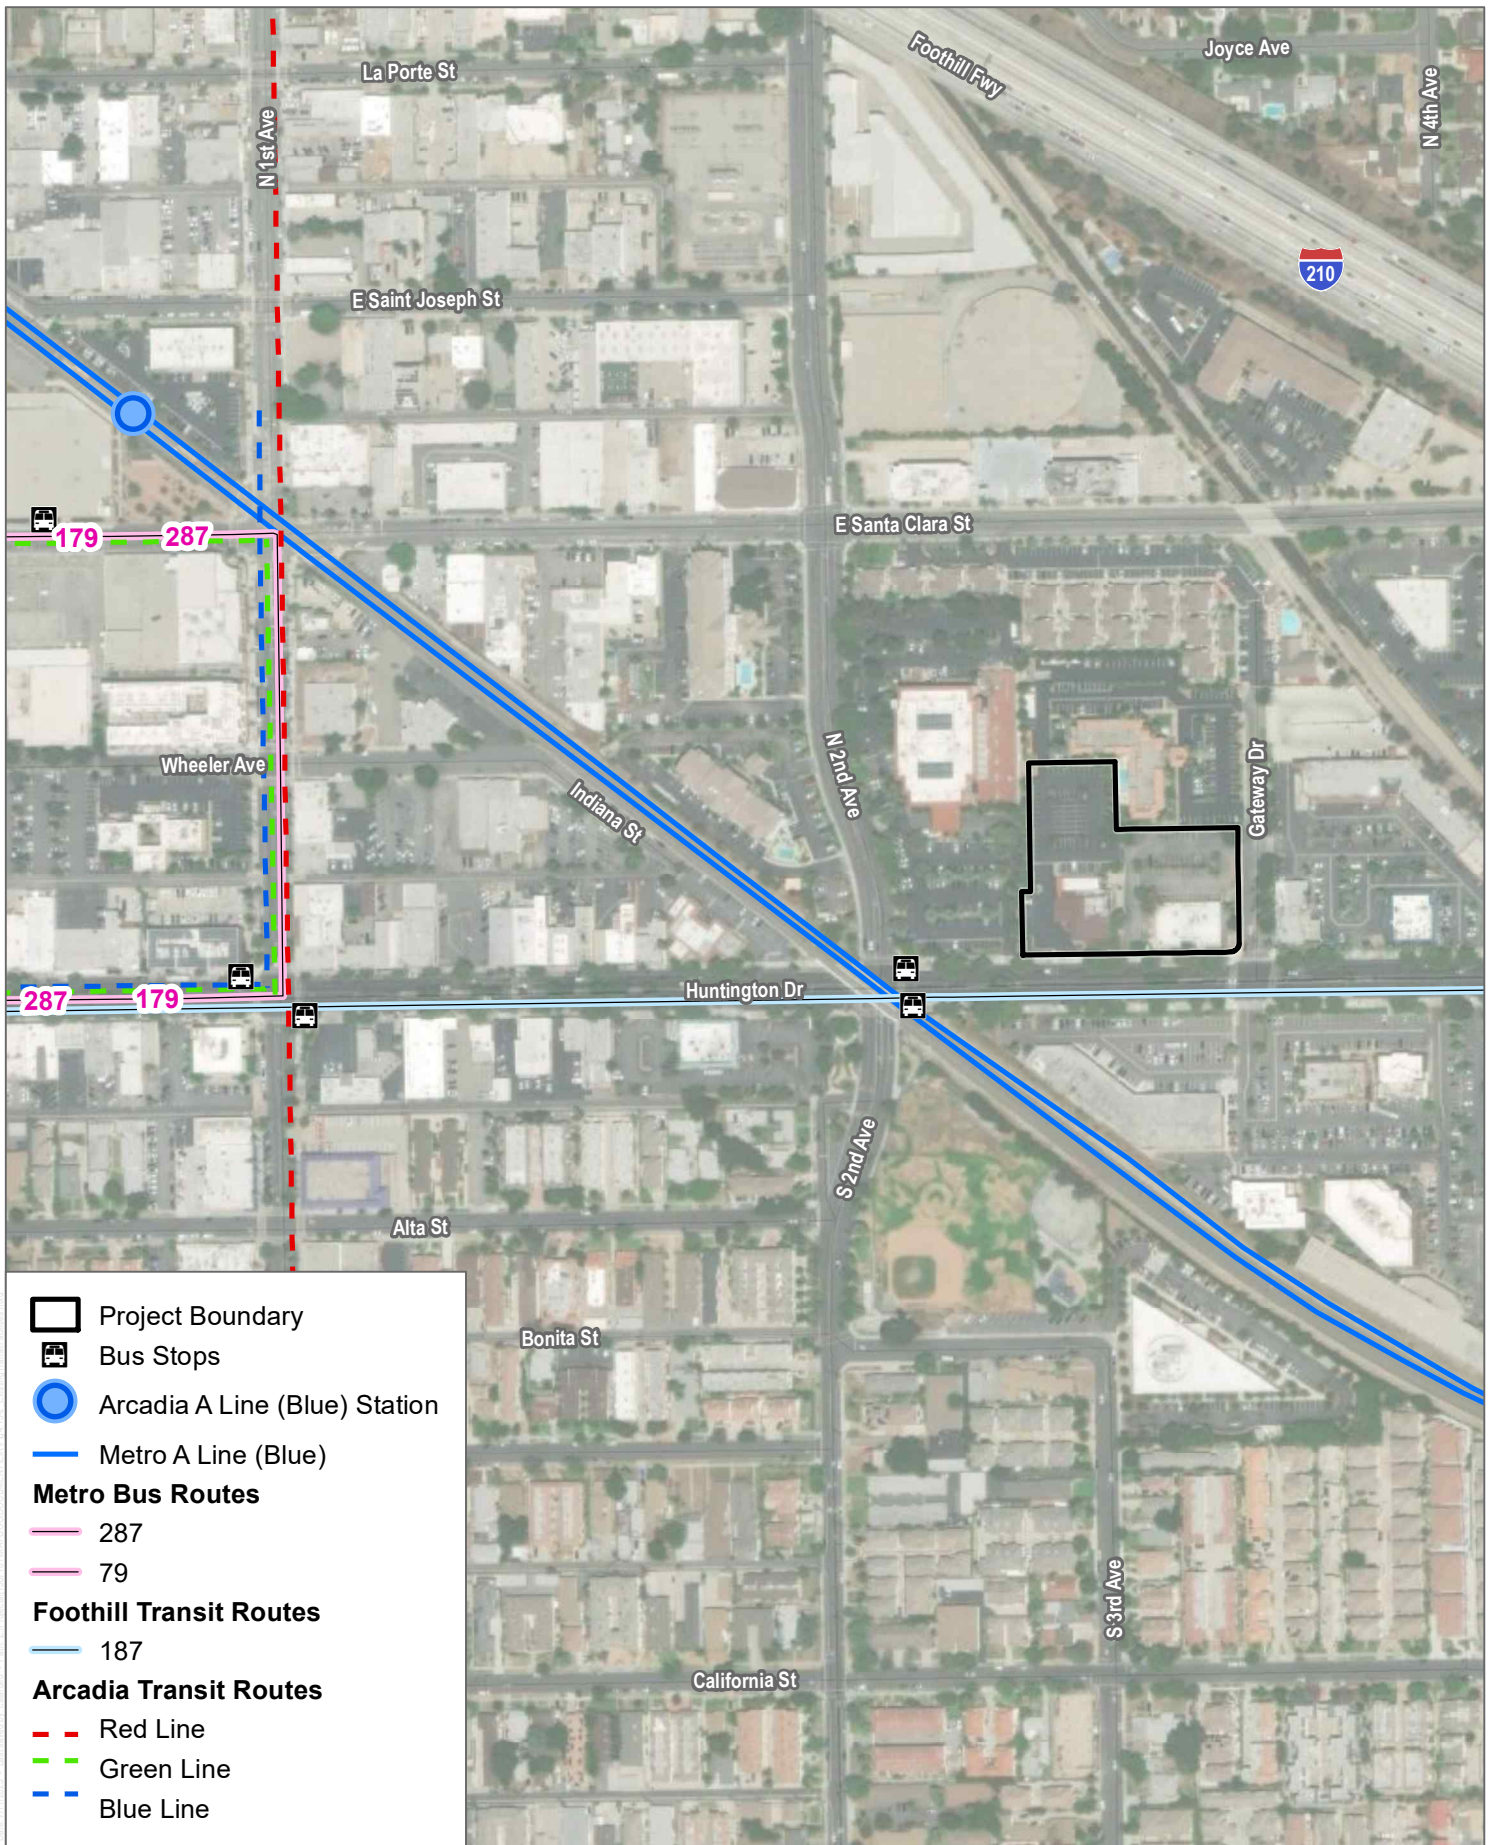 La Porte St
Foothill Fwy
Joyce Ave
N 4th Ave
N 1st Ave
210
E Saint Joseph St
179
287
E Santa Clara St
Wheeler Ave
Indiana St
N 2nd Ave
Gateway Dr
287
179
Huntington Dr
S 2nd Ave
Alta St
Bonita St
S 3rd Ave
California St
Project Boundary
Bus Stops
Arcadia A Line (Blue) Station
Metro A Line (Blue)
Metro Bus Routes
287
79
Foothill Transit Routes
187
Arcadia Transit Routes
Red Line
Green Line
Blue Line